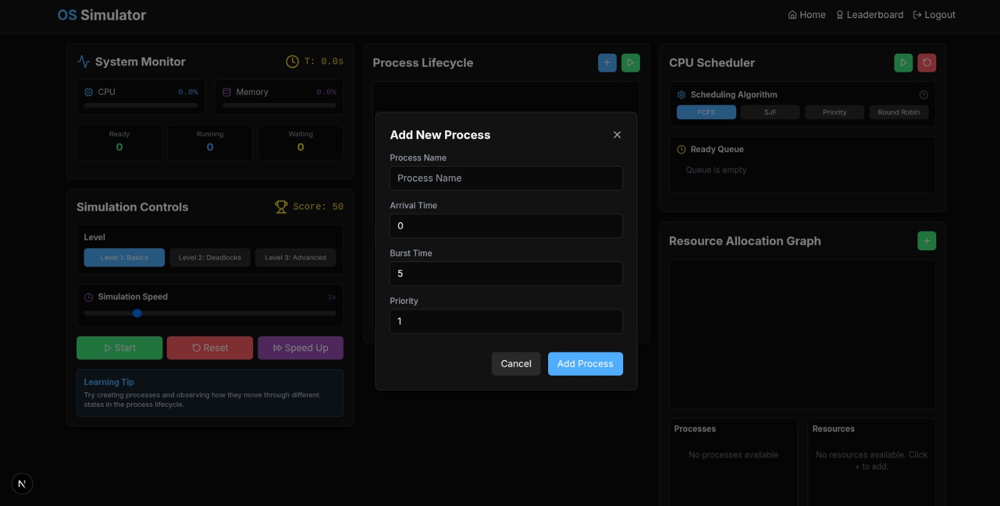 OS Simulator
Home
Leaderboard
Logout
System Monitor
T: 0.0s
CPU
0.0%
Memory
0.0%
Ready
0
Running
0
Waiting
0
Simulation Controls
Score: 50
Level
Level 1: Basics
Level 2: Deadlocks
Level 3: Advanced
Simulation Speed
1x
Start
Reset
Speed Up
Learning Tip
Try creating processes and observing how they move through different
states in the process lifecycle.
Process Lifecycle
Add New Process
Process Name
Process Name
Arrival Time
0
Burst Time
5
Priority
1
Cancel
Add Process
CPU Scheduler
Scheduling Algorithm
FCFS
SJF
Priority
Round Robin
Ready Queue
Queue is empty
Resource Allocation Graph
Processes
No processes available
Resources
No resources available. Click
+ to add.
N